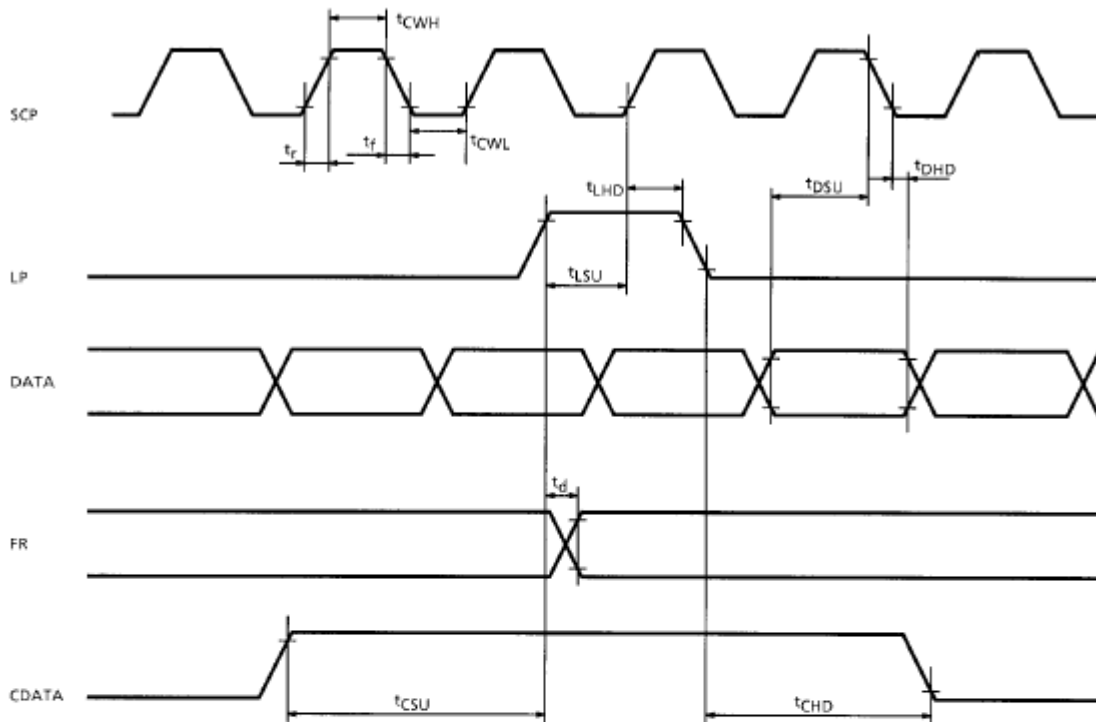 tCWH
SCP
tr
tf
tCWL
tLHD
tDSU
tDHD
LP
tLSU
DATA
td
FR
CDATA
tCSU
tCHD